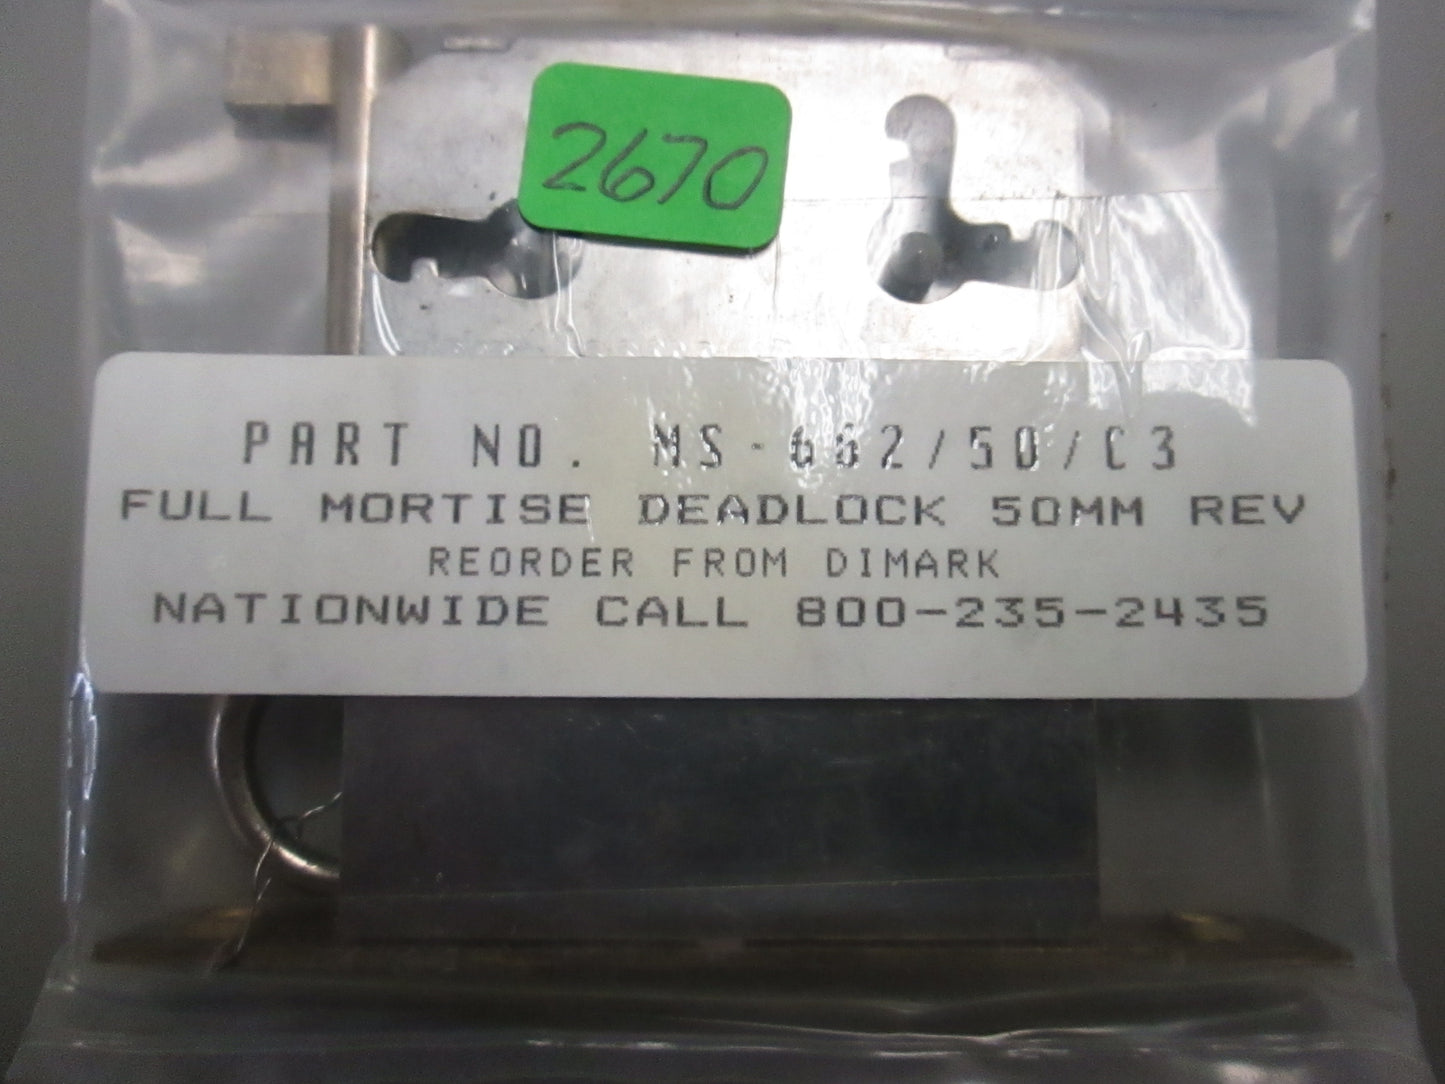 2670
PART NO. MS-662/50/C3
FULL MORTISE DEADLOCK 50MM REV
REORDER FROM DIMARK
NATIONWIDE CALL 800-235-2435